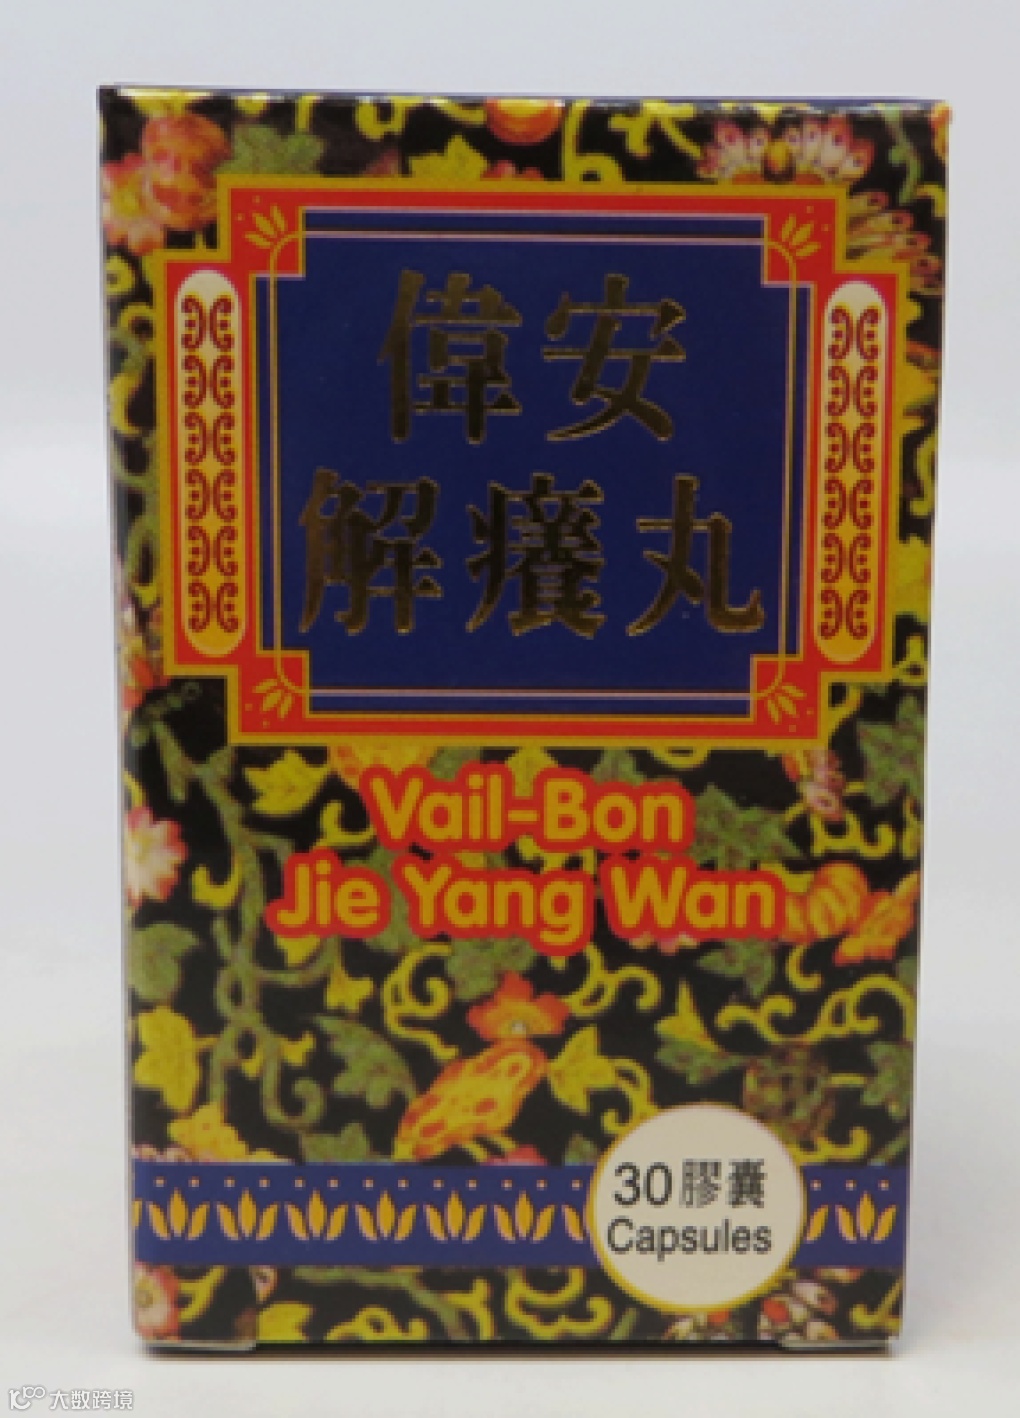 偉安
解癢丸
Vail-Bon
Jie Yang Wan
30膠囊
Capsules
大数跨境